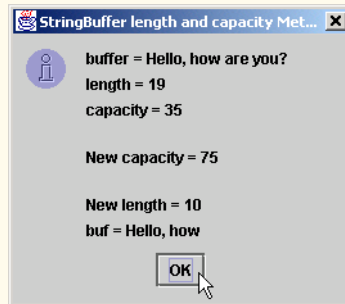 StringBuffer length and capacity Met...
buffer = Hello, how are you?
length = 19
capacity = 35
New capacity = 75
New length = 10
buf = Hello, how
OK